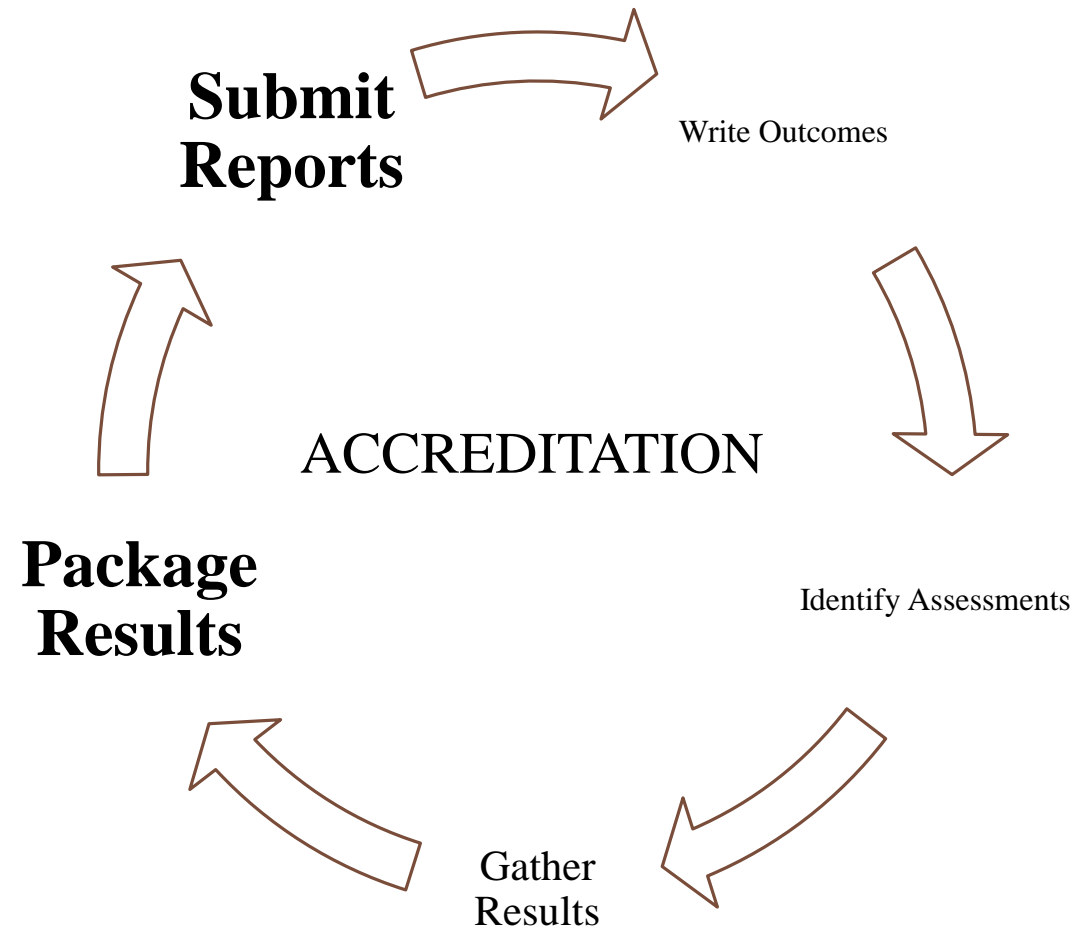 Submit
Reports
Write Outcomes
ACCREDITATION
Package
Results
Identify Assessments
Gather
Results